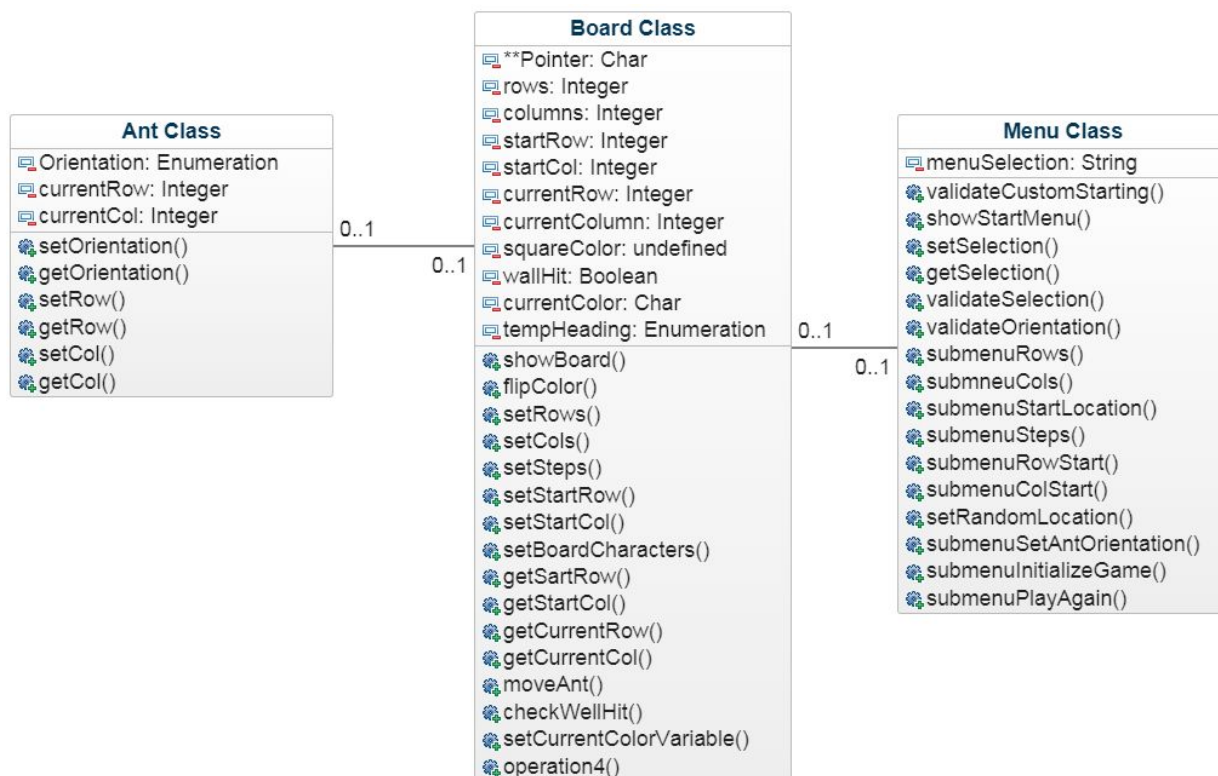 Ant Class
Orientation: Enumeration
currentRow: Integer
currentCol: Integer
setOrientation()
getOrientation()
setRow()
getRow()
setCol()
getCol()
0..1
0..1
Board Class
**Pointer: Char
rows: Integer
columns: Integer
startRow: Integer
startCol: Integer
currentRow: Integer
currentColumn: Integer
squareColor: undefined
wallHit: Boolean
currentColor: Char
tempHeading: Enumeration
showBoard()
flipColor()
setRows()
setCols()
setSteps()
setStartRow()
setStartCol()
setBoardCharacters()
getSartRow()
getStartCol()
getCurrentRow()
getCurrentCol()
moveAnt()
checkWellHit()
setCurrentColorVariable()
operation4()
0..1
0..1
Menu Class
menuSelection: String
validateCustomStarting()
showStartMenu()
setSelection()
getSelection()
validateSelection()
validateOrientation()
submenuRows()
submneuCols()
submenuStartLocation()
submenuSteps()
submenuRowStart()
submenuColStart()
setRandomLocation()
submenuSetAntOrientation()
submenuInitializeGame()
submenuPlayAgain()